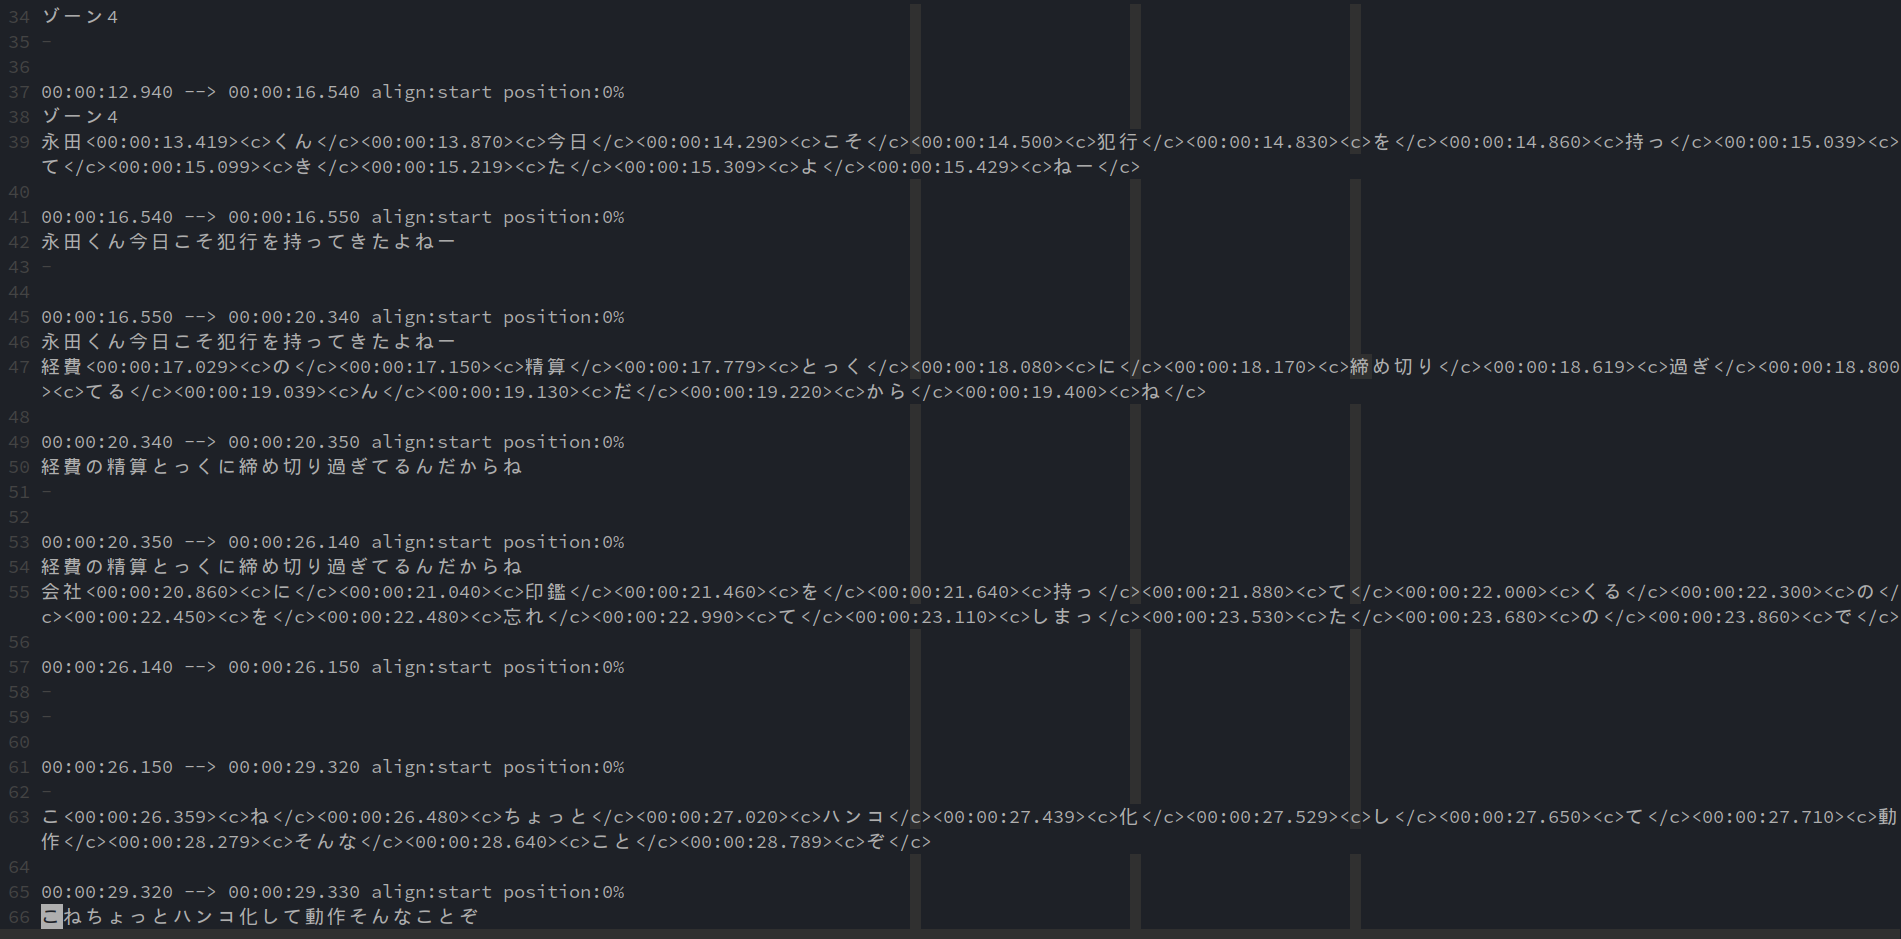 34 ゾーン4
35 -
36
37 00:00:12.940 --> 00:00:16.540 align:start position:0%
38 ゾーン4
39 永田<00:00:13.419><c>くん</c><00:00:13.870><c>今日</c><00:00:14.290><c>こそ</c><00:00:14.500><c>犯行</c><00:00:14.830><c>を</c><00:00:14.860><c>持っ</c><00:00:15.039><c>
て</c><00:00:15.099><c>き</c><00:00:15.219><c>た</c><00:00:15.309><c>よ</c><00:00:15.429><c>ねー</c>
40
41 00:00:16.540 --> 00:00:16.550 align:start position:0%
42 永田くん今日こそ犯行を持ってきたよねー
43 -
44
45 00:00:16.550 --> 00:00:20.340 align:start position:0%
46 永田くん今日こそ犯行を持ってきたよねー
47 経費<00:00:17.029><c>の</c><00:00:17.150><c>精算</c><00:00:17.779><c>とっく</c><00:00:18.080><c>に</c><00:00:18.170><c>締め切り</c><00:00:18.619><c>過ぎ</c><00:00:18.800
><c>てる</c><00:00:19.039><c>ん</c><00:00:19.130><c>だ</c><00:00:19.220><c>から</c><00:00:19.400><c>ね</c>
48
49 00:00:20.340 --> 00:00:20.350 align:start position:0%
50 経費の精算とっくに締め切り過ぎてるんだからね
51 -
52
53 00:00:20.350 --> 00:00:26.140 align:start position:0%
54 経費の精算とっくに締め切り過ぎてるんだからね
55 会社<00:00:20.860><c>に</c><00:00:21.040><c>印鑑</c><00:00:21.460><c>を</c><00:00:21.640><c>持っ</c><00:00:21.880><c>て</c><00:00:22.000><c>くる</c><00:00:22.300><c>の</
c><00:00:22.450><c>を</c><00:00:22.480><c>忘れ</c><00:00:22.990><c>て</c><00:00:23.110><c>しまっ</c><00:00:23.530><c>た</c><00:00:23.680><c>の</c><00:00:23.860><c>で</c>
56
57 00:00:26.140 --> 00:00:26.150 align:start position:0%
58 -
59 -
60
61 00:00:26.150 --> 00:00:29.320 align:start position:0%
62 -
63 こ<00:00:26.359><c>ね</c><00:00:26.480><c>ちょっと</c><00:00:27.020><c>ハンコ</c><00:00:27.439><c>化</c><00:00:27.529><c>し</c><00:00:27.650><c>て</c><00:00:27.710><c>動
作</c><00:00:28.279><c>そんな</c><00:00:28.640><c>こと</c><00:00:28.789><c>ぞ</c>
64
65 00:00:29.320 --> 00:00:29.330 align:start position:0%
66 こねちょっとハンコ化して動作そんなことぞ